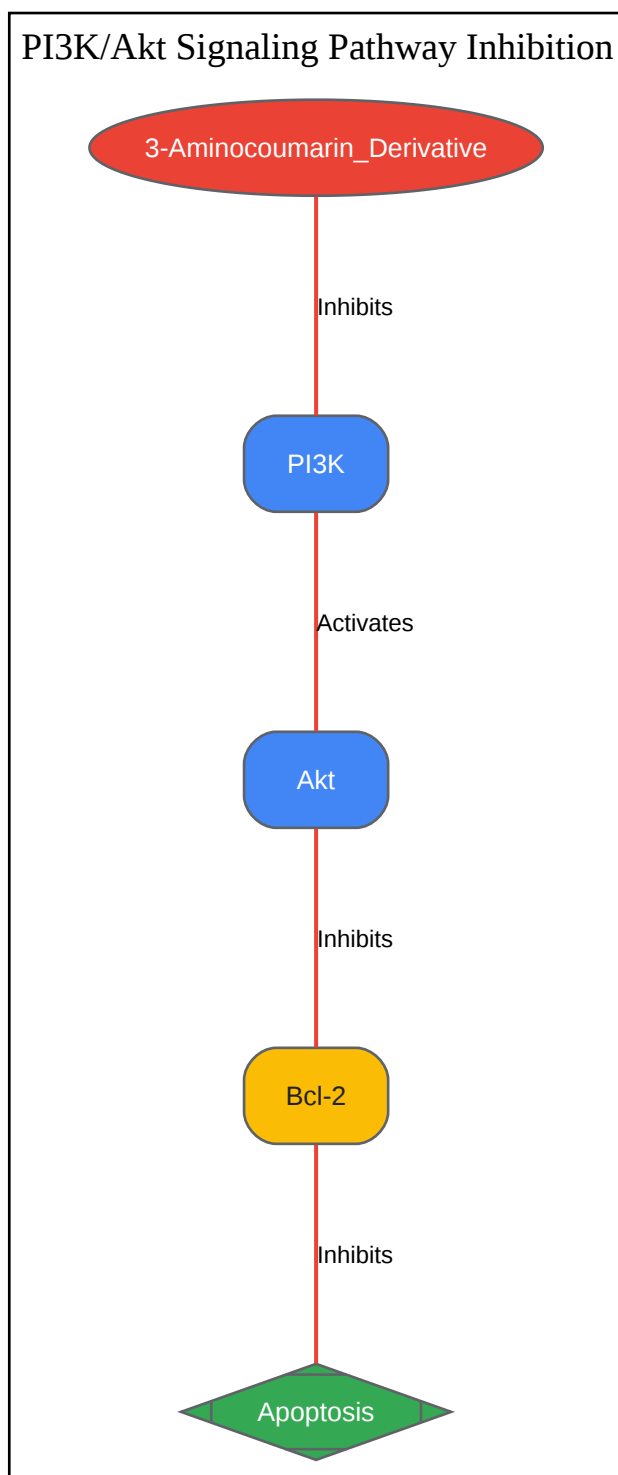 PI3K/Akt Signaling Pathway Inhibition
3-Aminocoumarin_Derivative
Inhibits
PI3K
Activates
Akt
Inhibits
Bcl-2
Inhibits
Apoptosis